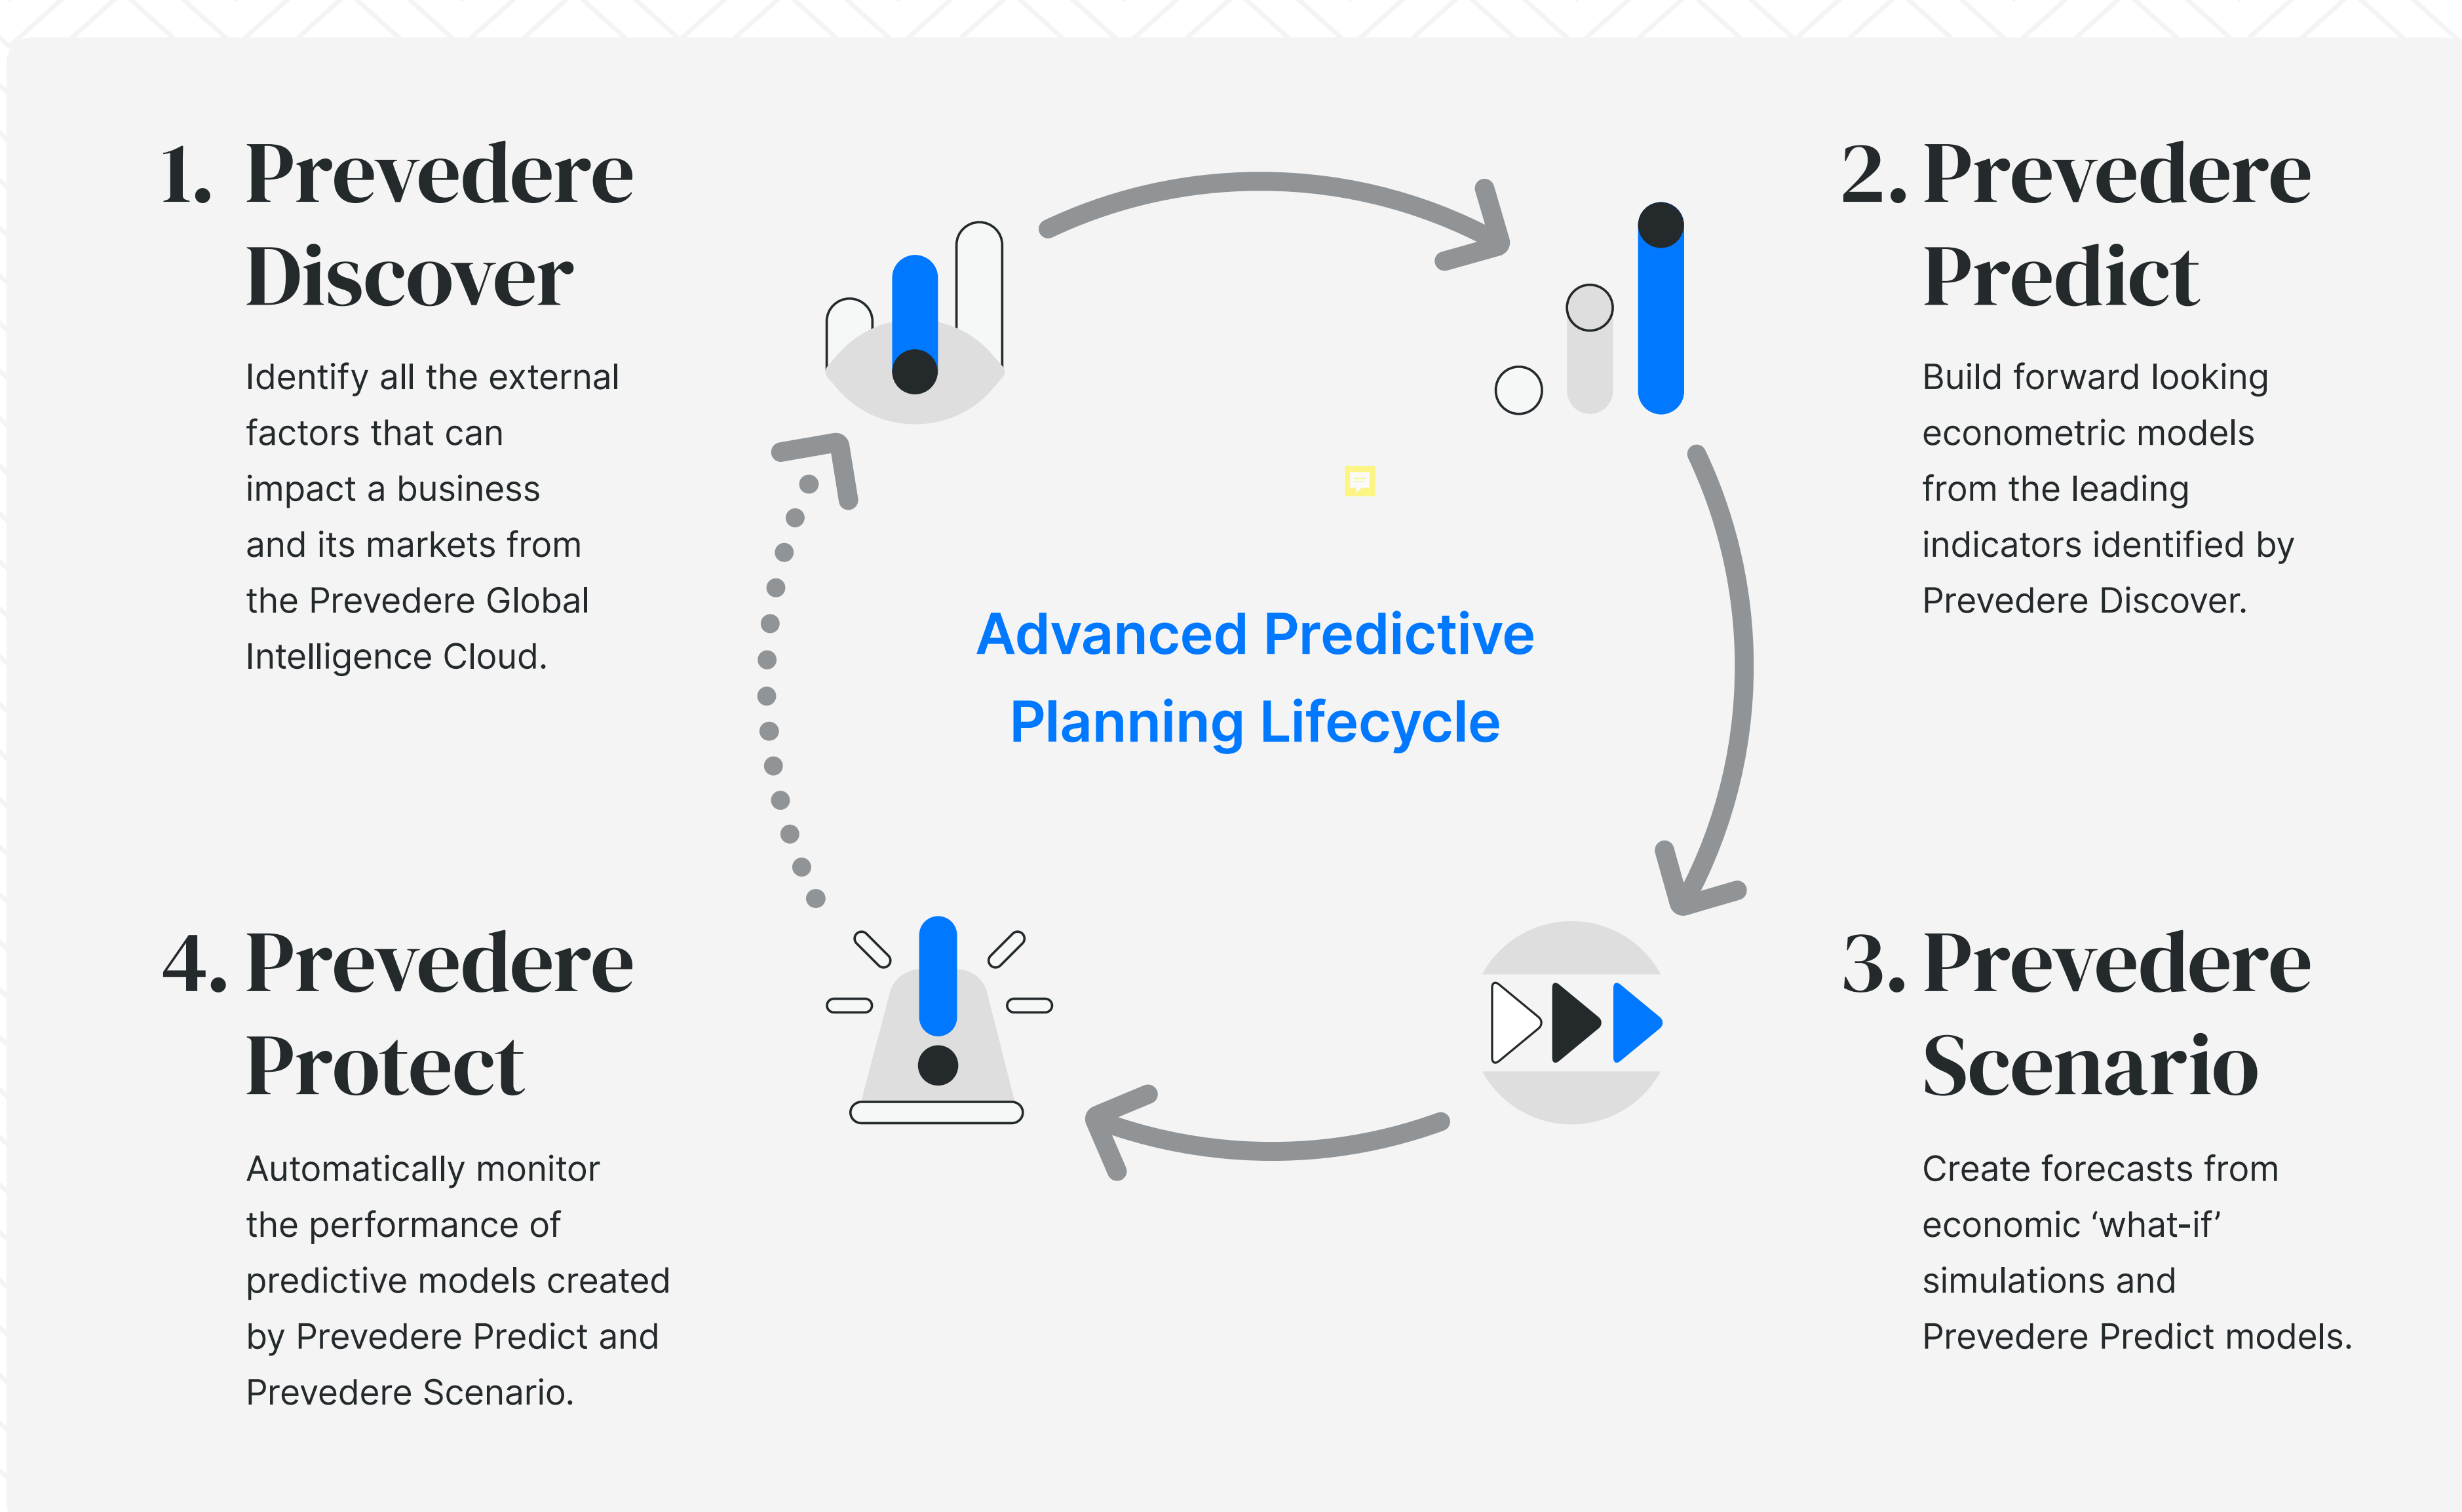 1. Prevedere
Discover
Identify all the external
factors that can
impact a business
and its markets from
the Prevedere Global
Intelligence Cloud.
2. Prevedere
Predict
Build forward looking
econometric models
from the leading
indicators identified by
Prevedere Discover.
Advanced Predictive
Planning Lifecycle
3. Prevedere
Scenario
Create forecasts from
economic ‘what-if’
simulations and
Prevedere Predict models.
4. Prevedere
Protect
Automatically monitor
the performance of
predictive models created
by Prevedere Predict and
Prevedere Scenario.